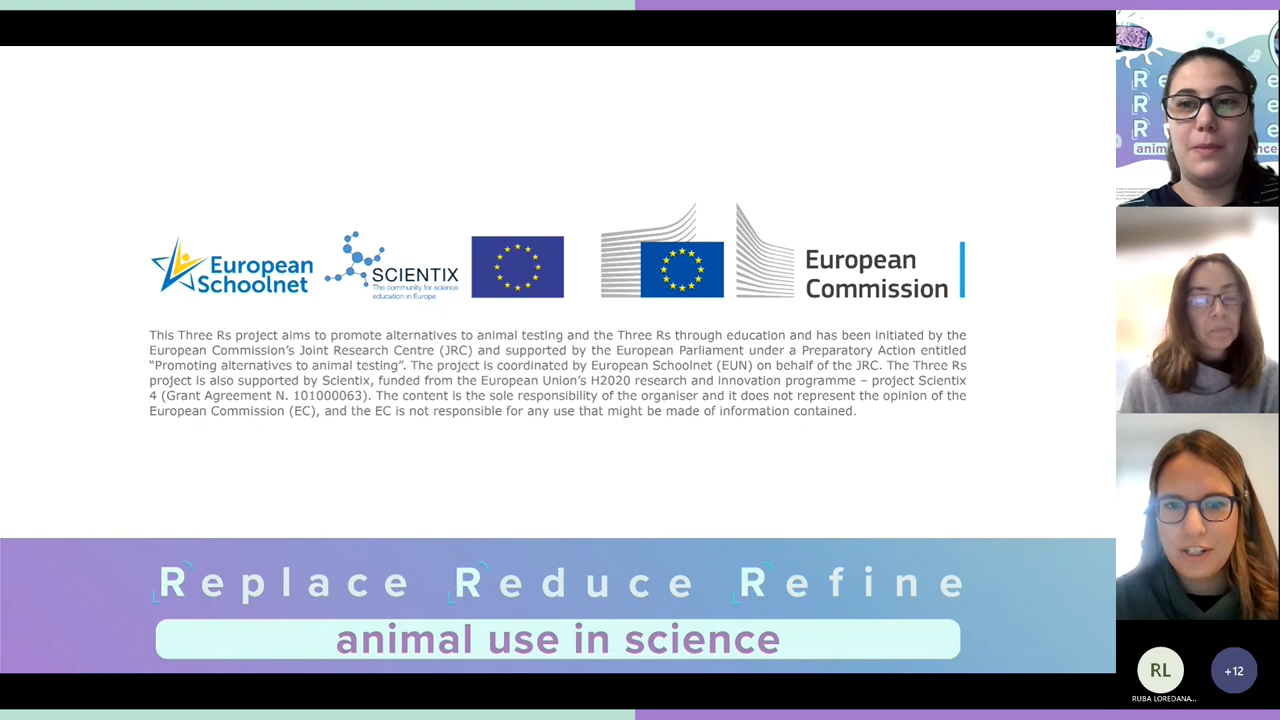 European
Schoolnet
SCIENTIX
The community for science
education in Europe
European
Commission
This Three Rs project aims to promote alternatives to animal testing and the Three Rs through education and has been initiated by the
European Commission's Joint Research Centre (JRC) and supported by the European Parliament under a Preparatory Action entitled
“Promoting alternatives to animal testing”. The project is coordinated by European Schoolnet (EUN) on behalf of the JRC. The Three Rs
project is also supported by Scientix, funded from the European Union's H2020 research and innovation programme – project Scientix
4 (Grant Agreement N. 101000063). The content is the sole responsibility of the organiser and it does not represent the opinion of the
European Commission (EC), and the EC is not responsible for any use that might be made of information contained.
Replace Reduce Refine
animal use in science
R e
R e
R e
anim nce
RL
+12
RUBA LOREDANA...